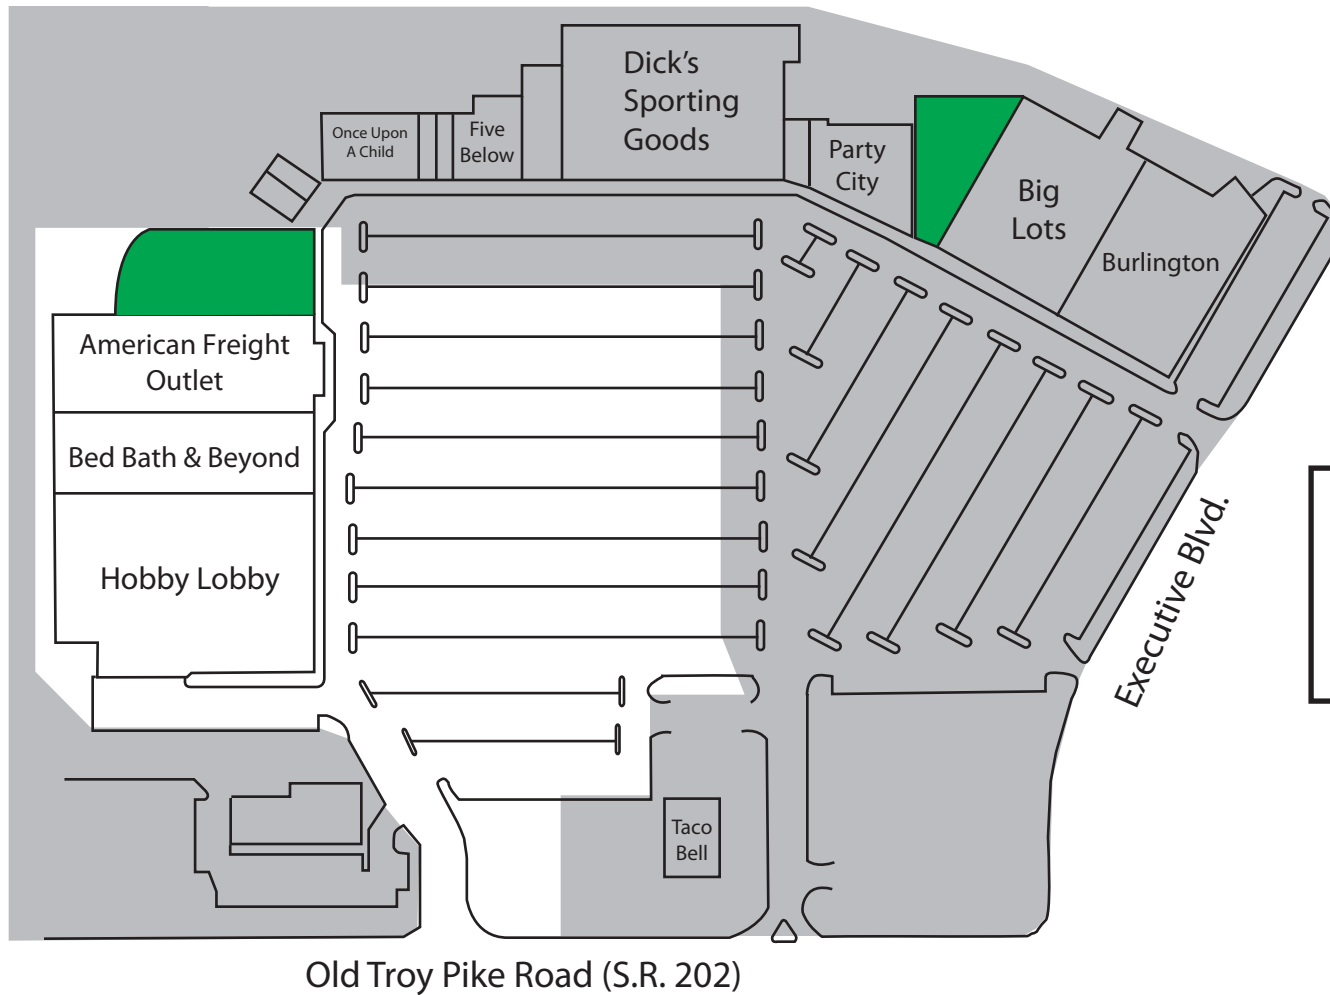 Dick's
Sporting
Goods
Once Upon
A Child
Five
Below
Party
City
Big
Lots
Burlington
American Freight
Outlet
Bed Bath & Beyond
Hobby Lobby
Executive Blvd.
Taco
Bell
Old Troy Pike Road (S.R. 202)